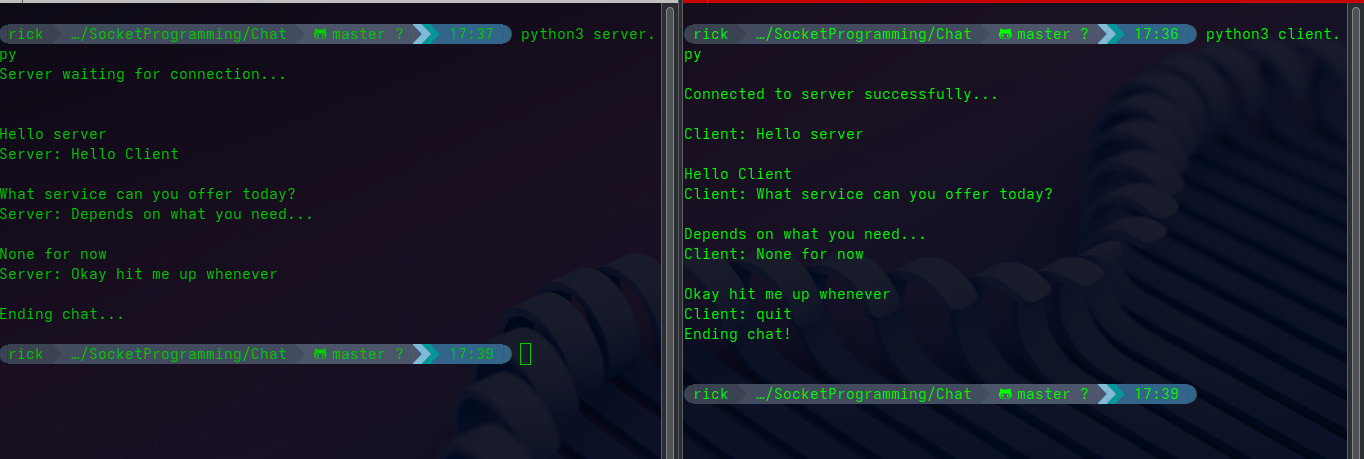 rick …/SocketProgramming/Chat master ? 17:37 python3 server.
py
Server waiting for connection...
Hello server
Server: Hello Client
What service can you offer today?
Server: Depends on what you need...
None for now
Server: Okay hit me up whenever
Ending chat...
rick …/SocketProgramming/Chat master ? 17:39
rick …/SocketProgramming/Chat master ? 17:36 python3 client.
py
Connected to server successfully...
Client: Hello server
Hello Client
Client: What service can you offer today?
Depends on what you need...
Client: None for now
Okay hit me up whenever
Client: quit
Ending chat!
rick …/SocketProgramming/Chat master ? 17:39